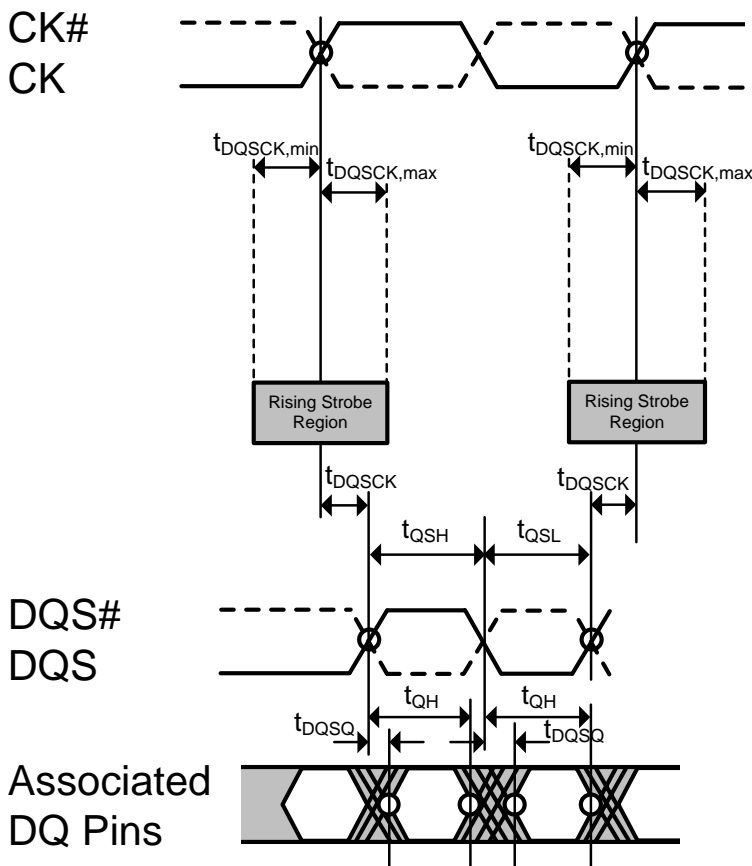 CK#
CK
tDQSCK,min
tDQSCK,max
tDQSCK,min
tDQSCK,max
Rising Strobe
Region
Rising Strobe
Region
tDQSCK
tDQSCK
tQSH
tQSL
DQS#
DQS
tQH
tQH
tDQSQ
tDQSQ
Associated
DQ Pins